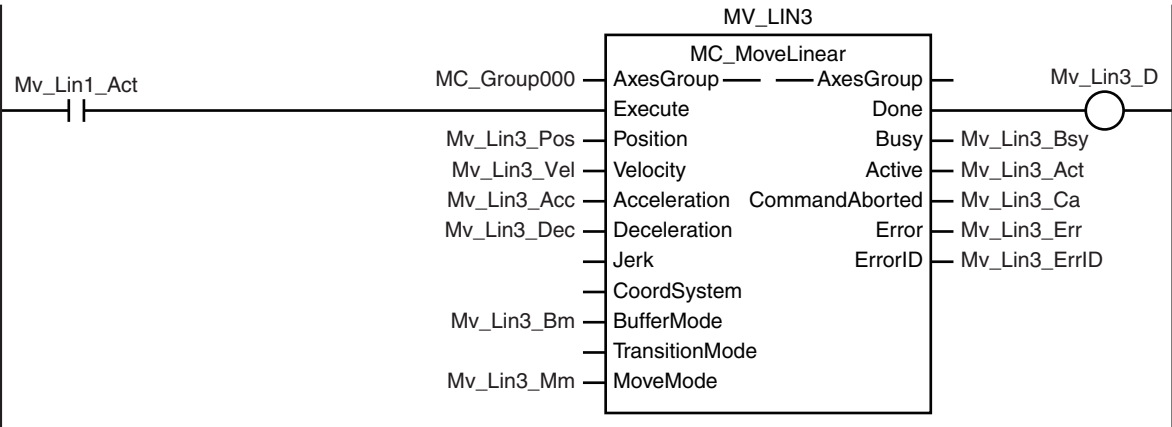 MV_LIN3
MC_MoveLinear
MC_Group000 AxesGroup AxesGroup Mv_Lin3_D
Mv_Lin1_Act Execute Done
Mv_Lin3_Pos Position Busy Mv_Lin3_Bsy
Mv_Lin3_Vel Velocity Active Mv_Lin3_Act
Mv_Lin3_Acc Acceleration CommandAborted Mv_Lin3_Ca
Mv_Lin3_Dec Deceleration Error Mv_Lin3_Err
Jerk ErrorID Mv_Lin3_ErrID
CoordSystem
Mv_Lin3_Bm BufferMode
TransitionMode
Mv_Lin3_Mm MoveMode